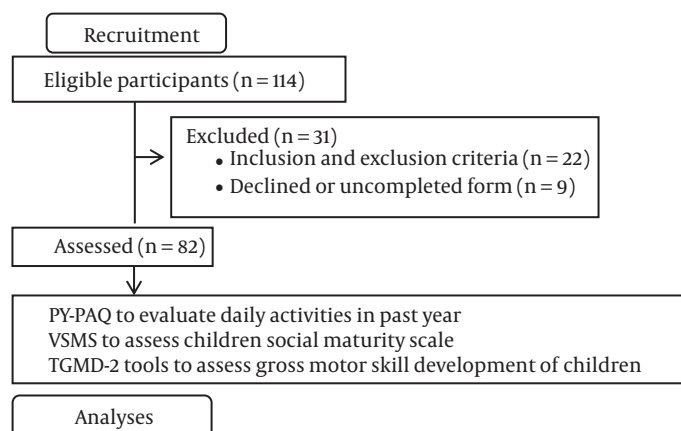 Recruitment
Eligible participants (n = 114)
Excluded (n = 31)
• Inclusion and exclusion criteria (n = 22)
• Declined or uncompleted form (n = 9)
Assessed (n = 82)
PY-PAQ to evaluate daily activities in past year
VSMS to assess children social maturity scale
TGMD-2 tools to assess gross motor skill development of children
Analyses